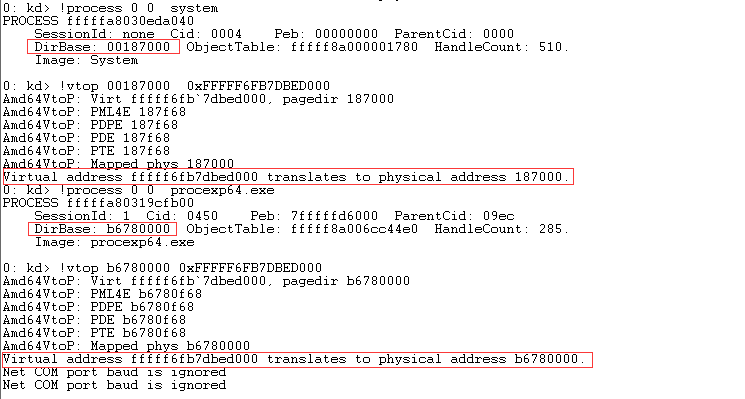 0: kd> !process 0 0  system
PROCESS fffffa8030eda040
    SessionId: none  Cid: 0004    Peb: 00000000  ParentCid: 0000
    DirBase: 00187000  ObjectTable: fffff8a000001780  HandleCount: 510.
    Image: System
0: kd> !vtop 00187000  0xFFFFF6FB7DBED000
Amd64VtoP: Virt fffff6fb`7dbed000, pagedir 187000
Amd64VtoP: PML4E 187f68
Amd64VtoP: PDPE 187f68
Amd64VtoP: PDE 187f68
Amd64VtoP: PTE 187f68
Amd64VtoP: Mapped phys 187000
Virtual address fffff6fb7dbed000 translates to physical address 187000.
0: kd> !process 0 0  procexp64.exe
PROCESS fffffa80319cfb00
    SessionId: 1  Cid: 0450    Peb: 7fffffd6000  ParentCid: 09ec
    DirBase: b6780000  ObjectTable: fffff8a006cc44e0  HandleCount: 285.
    Image: procexp64.exe
0: kd> !vtop b6780000 0xFFFFF6FB7DBED000
Amd64VtoP: Virt fffff6fb`7dbed000, pagedir b6780000
Amd64VtoP: PML4E b6780f68
Amd64VtoP: PDPE b6780f68
Amd64VtoP: PDE b6780f68
Amd64VtoP: PTE b6780f68
Amd64VtoP: Mapped phys b6780000
Virtual address fffff6fb7dbed000 translates to physical address b6780000.
Net COM port baud is ignored
Net COM port baud is ignored